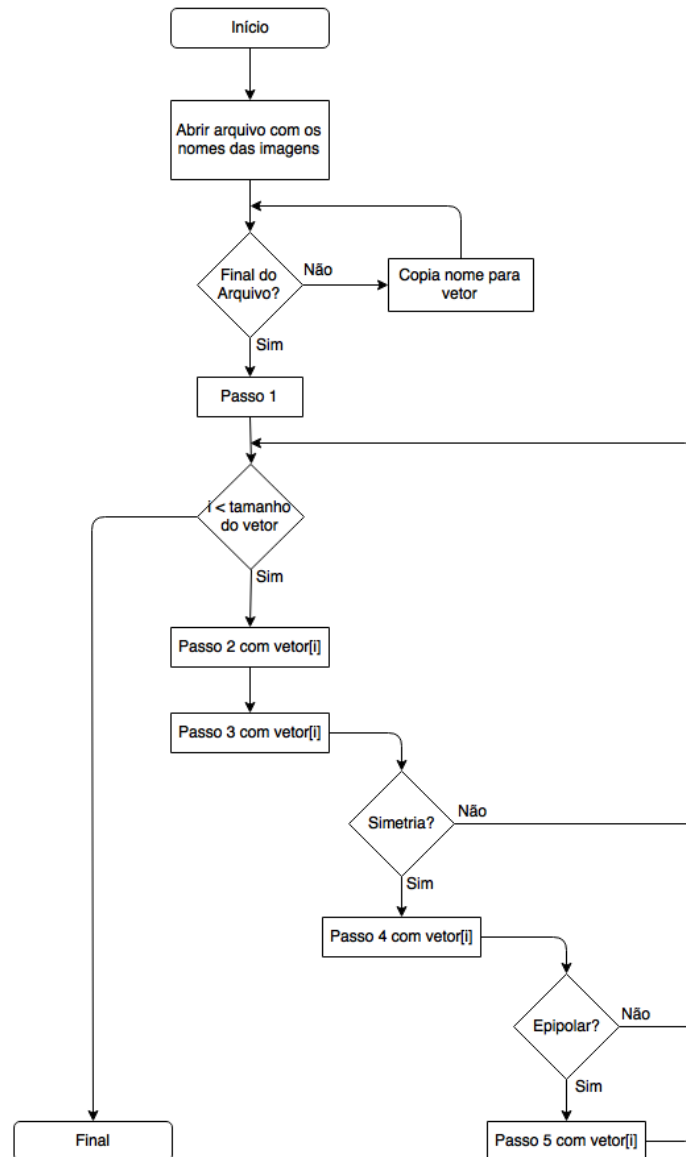 Início
Abrir arquivo com os
nomes das imagens
Final do
Arquivo?
Não
Copia nome para
vetor
Sim
Passo 1
i < tamanho
do vetor
Sim
Passo 2 com vetor[i]
Passo 3 com vetor[i]
Simetria?
Não
Sim
Passo 4 com vetor[i]
Epipolar?
Não
Sim
Final
Passo 5 com vetor[i]